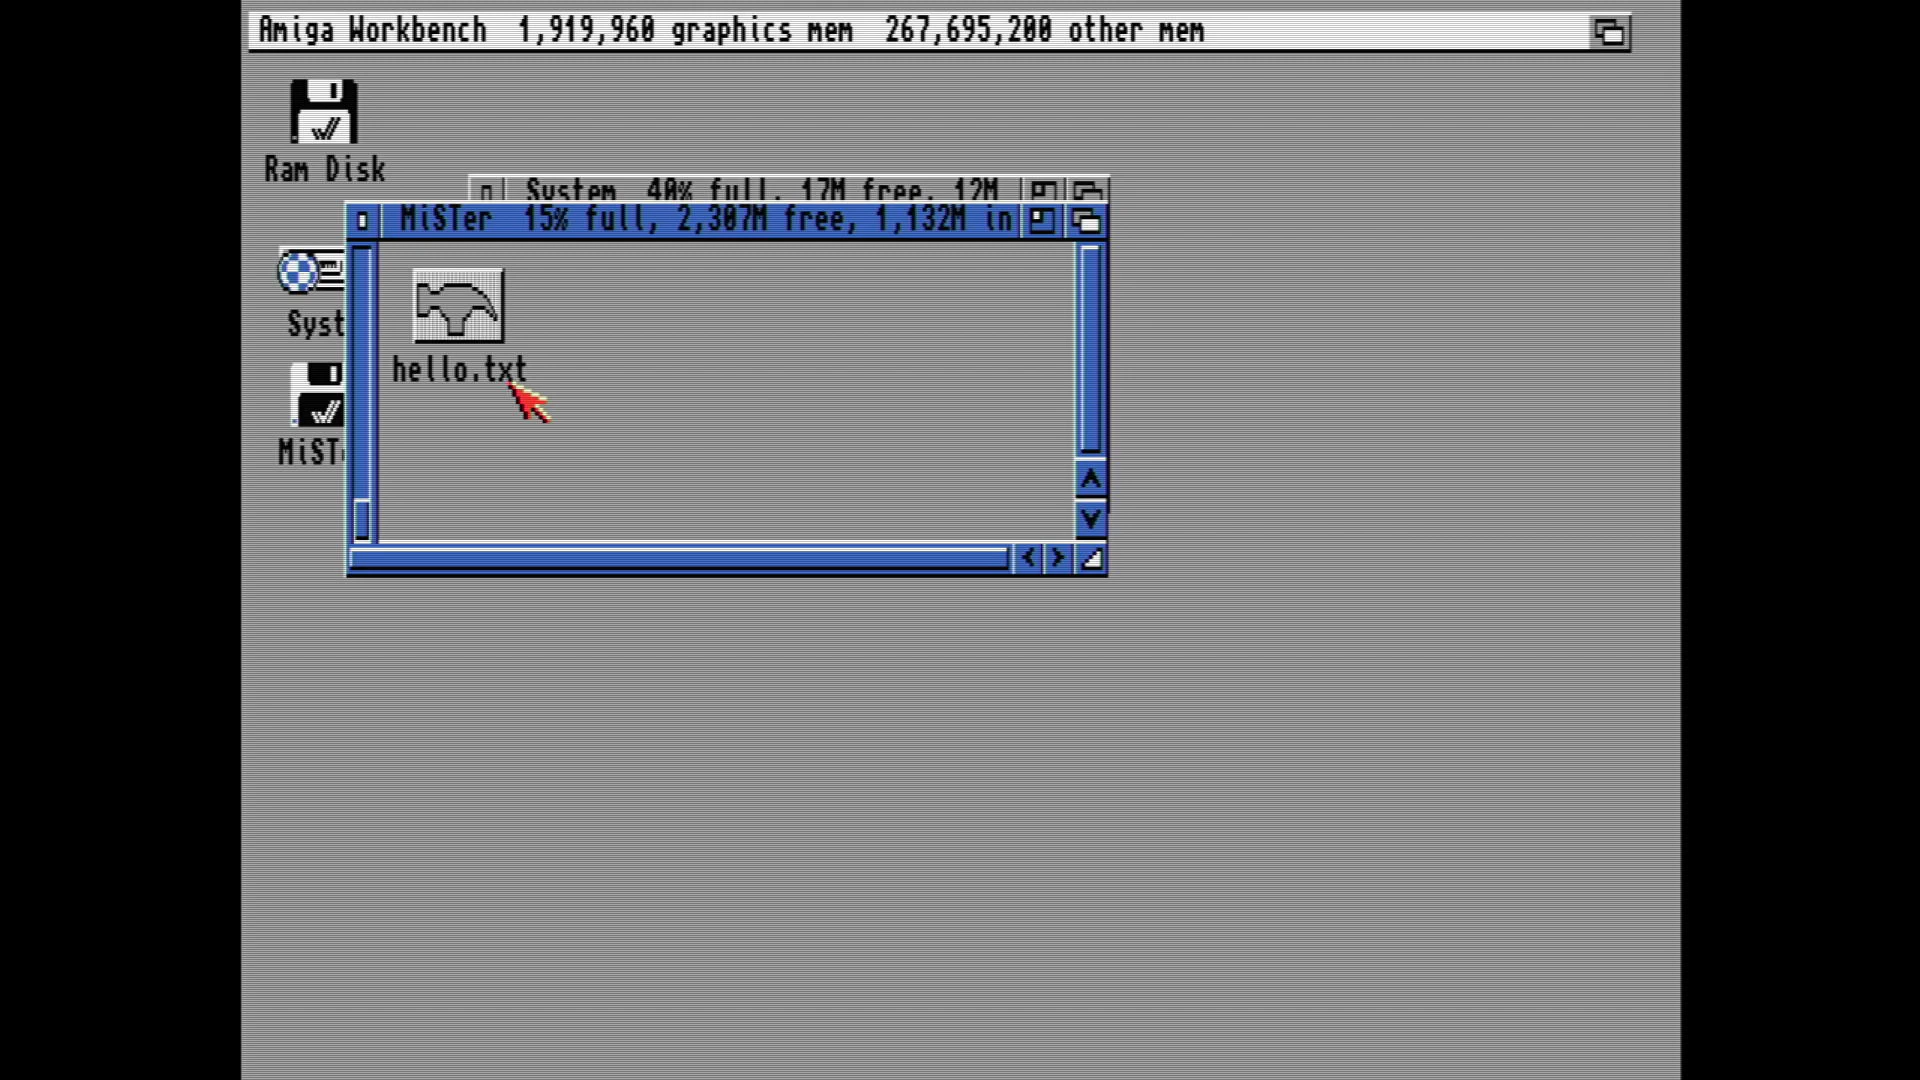 Amiga Workbench 1,919,960 graphics mem 267,695,200 other mem
Ram Disk
System 40% full, 17M free, 12M
MiSTer 15% full, 2,307M free, 1,132M in
Syst
hello.txt
MiST